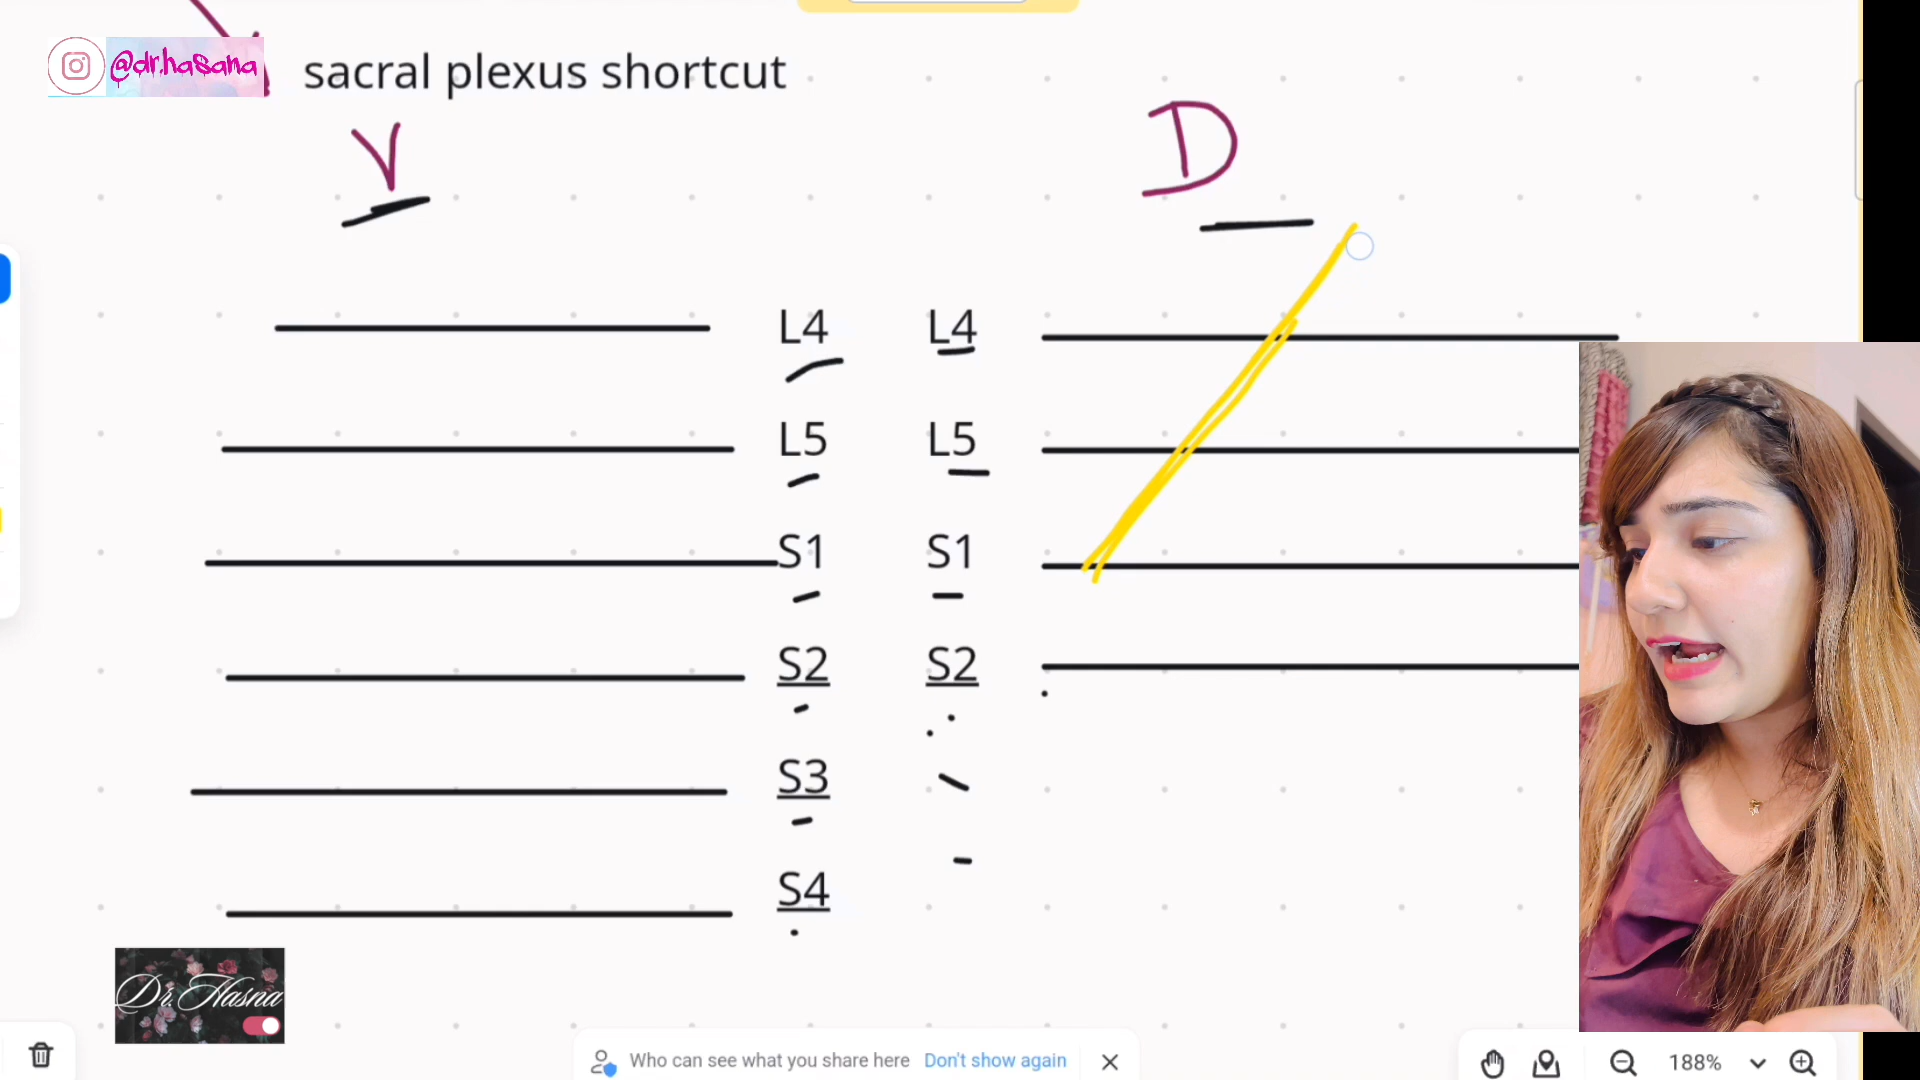 @dr.hasana
sacral plexus shortcut
V D
L4 L4
L5 L5
S1 S1
S2 S2
S3
S4
Dr. Hasna
Who can see what you share here Don't show again
188%